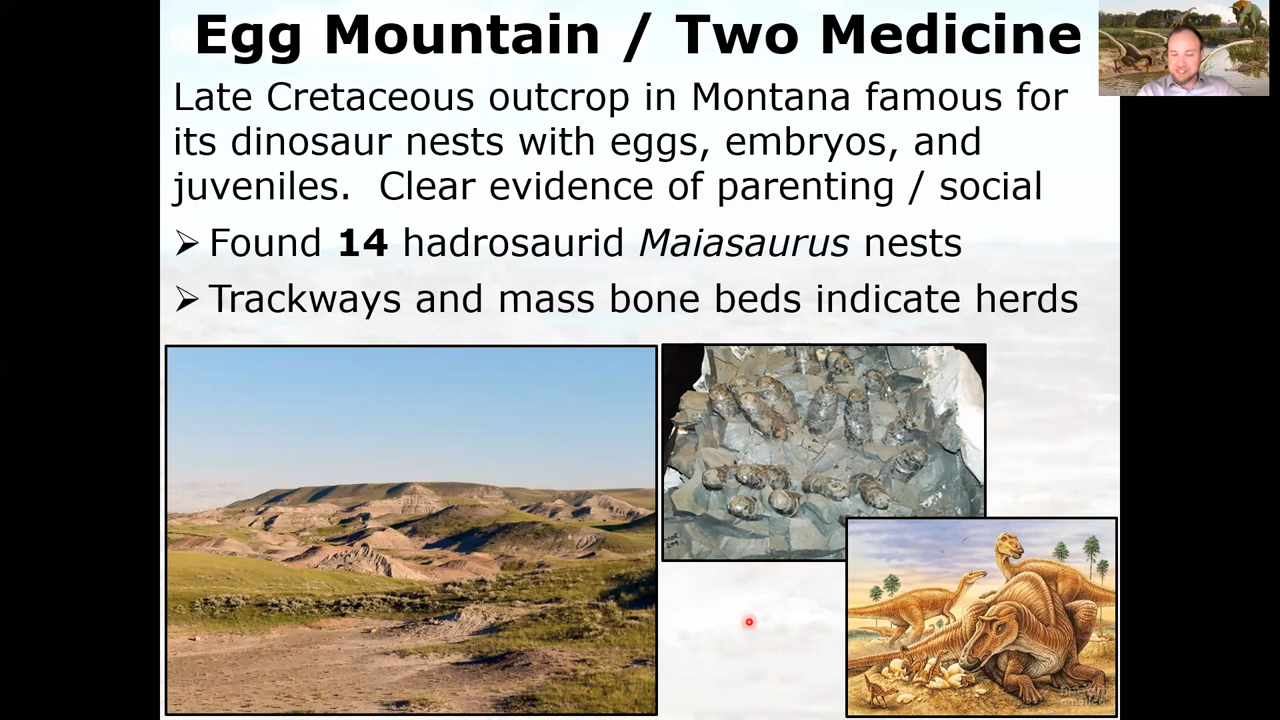 Egg Mountain / Two Medicine
Late Cretaceous outcrop in Montana famous for
its dinosaur nests with eggs, embryos, and
juveniles.  Clear evidence of parenting / social
➢ Found 14 hadrosaurid Maiasaurus nests
➢ Trackways and mass bone beds indicate herds